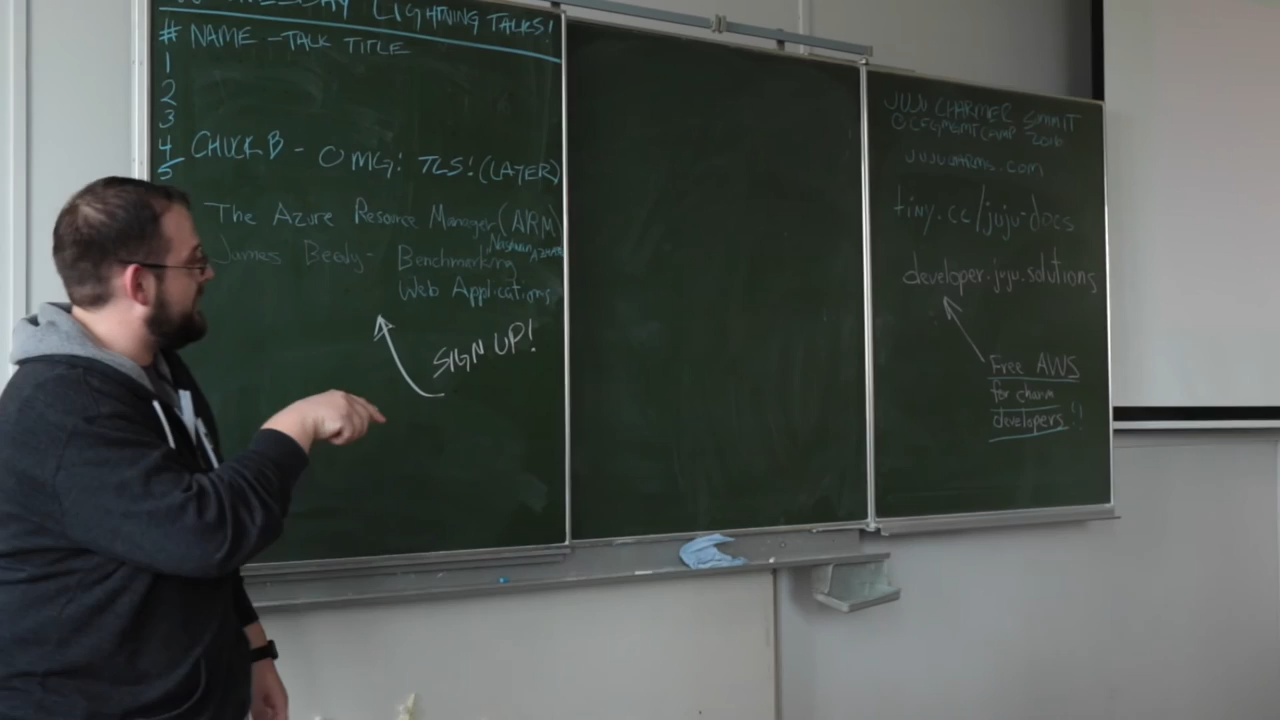 LIGHTNING TALKS!
# NAME - TALK TITLE
1
2
3
4 CHUCK B - OMG! TLS! (LAYER)
5
The Azure Resource Manager (ARM)
James Beedy - Benchmarking
Web Applications
SIGN UP!
JUJU CHARMER SUMMIT
@CFGMGMTCAMP 2016
JUJUCHARMS.COM
tiny.cc/juju-docs
developer.juju.solutions
Free AWS
for charm
developers!!